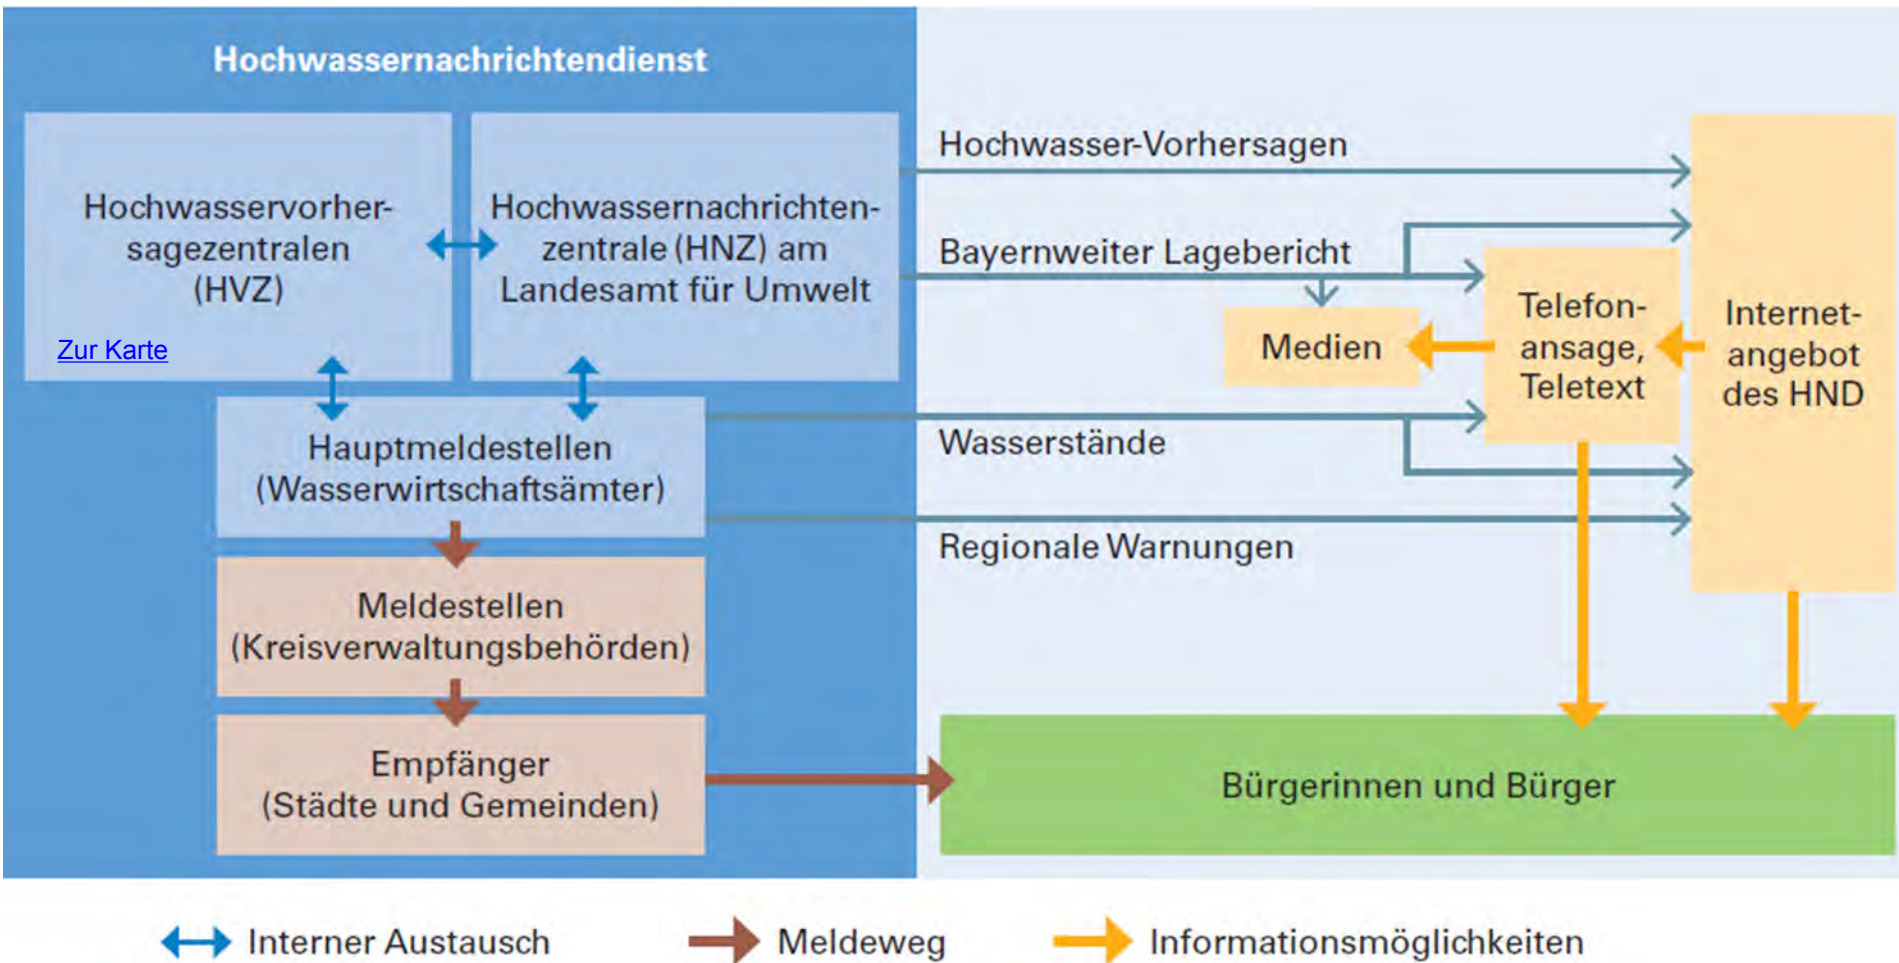 Hochwassernachrichtendienst
Hochwasservorher-
sagezentralen
(HVZ)
Zur Karte
Hochwassernachrichten-
zentrale (HNZ) am
Landesamt für Umwelt
Hauptmeldestellen
(Wasserwirtschaftsämter)
Meldestellen
(Kreisverwaltungsbehörden)
Empfänger
(Städte und Gemeinden)
Hochwasser-Vorhersagen
Bayernweiter Lagebericht
Medien
Telefon-
ansage,
Teletext
Internet-
angebot
des HND
Wasserstände
Regionale Warnungen
Bürgerinnen und Bürger
Interner Austausch
Meldeweg
Informationsmöglichkeiten